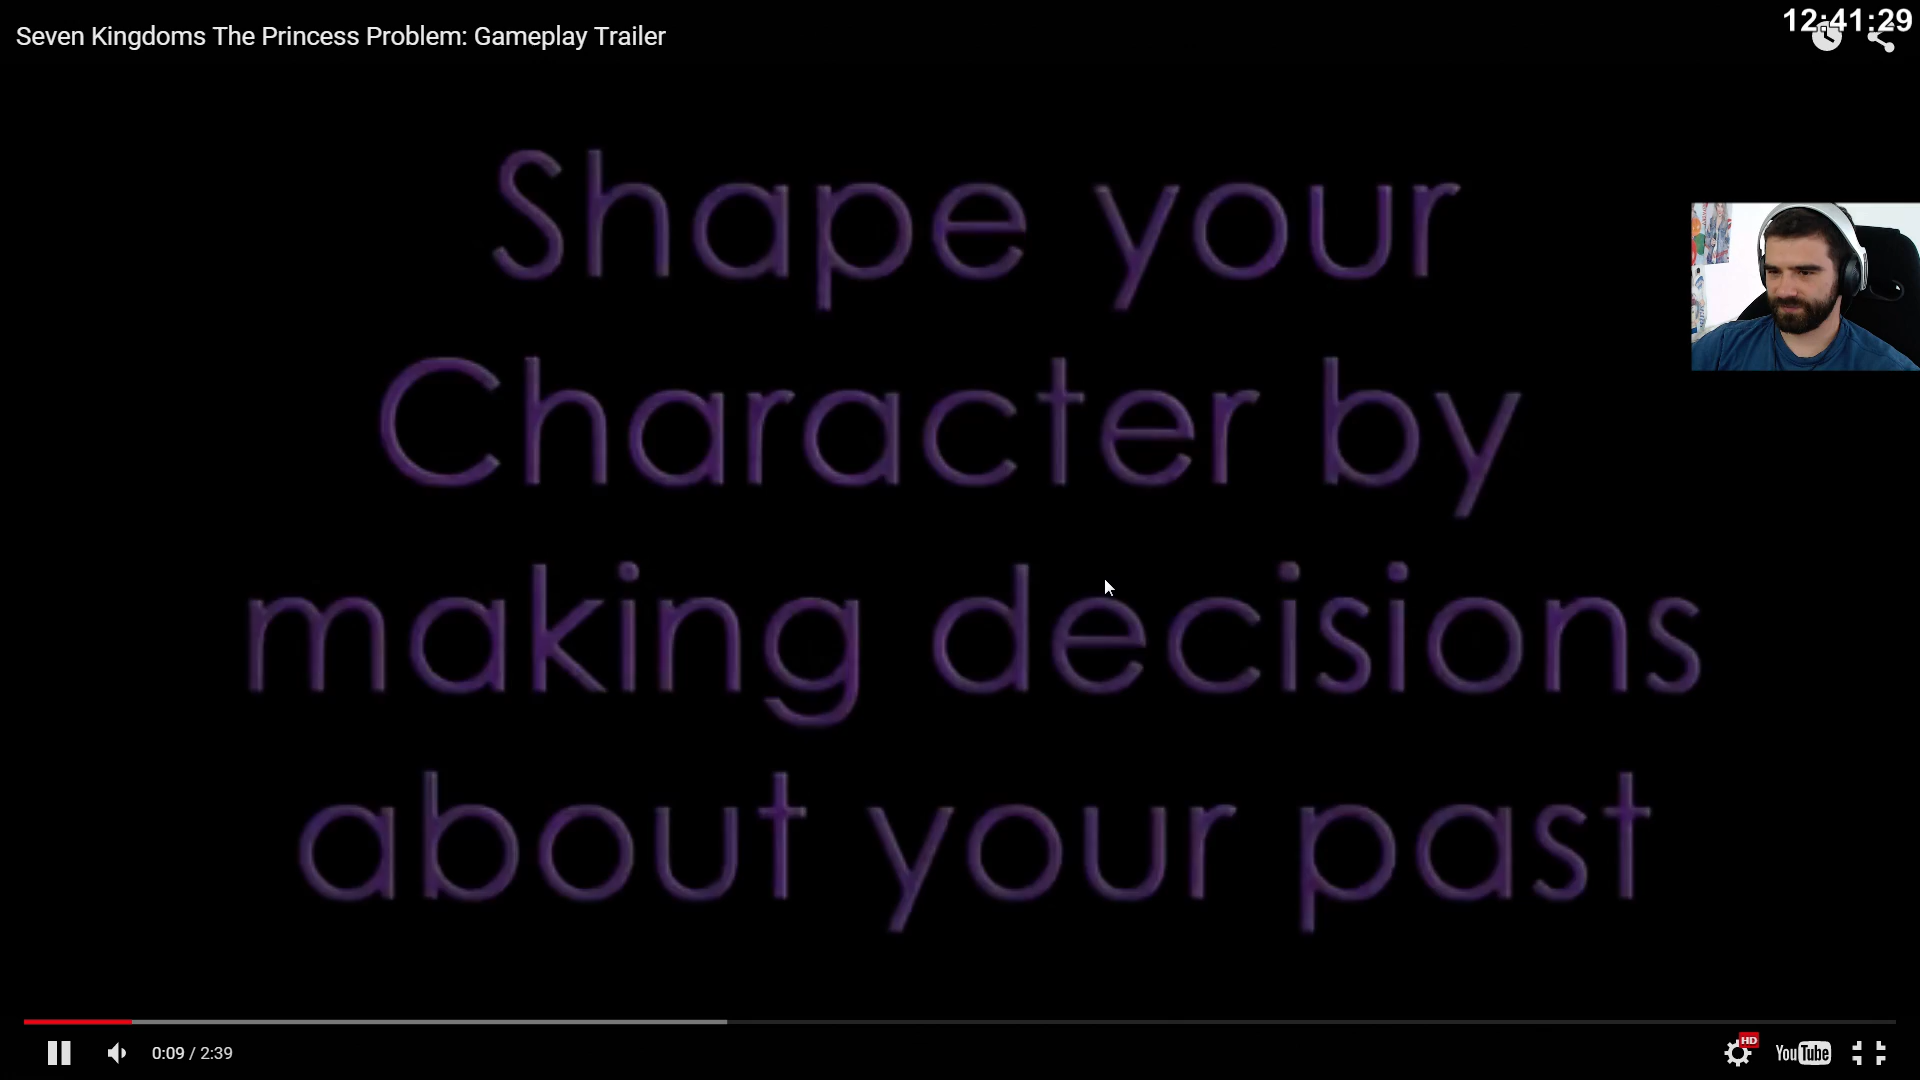 Seven Kingdoms The Princess Problem: Gameplay Trailer
12:41:29
Shape your
Character by
making decisions
about your past
0:09 / 2:39
HD
YouTube